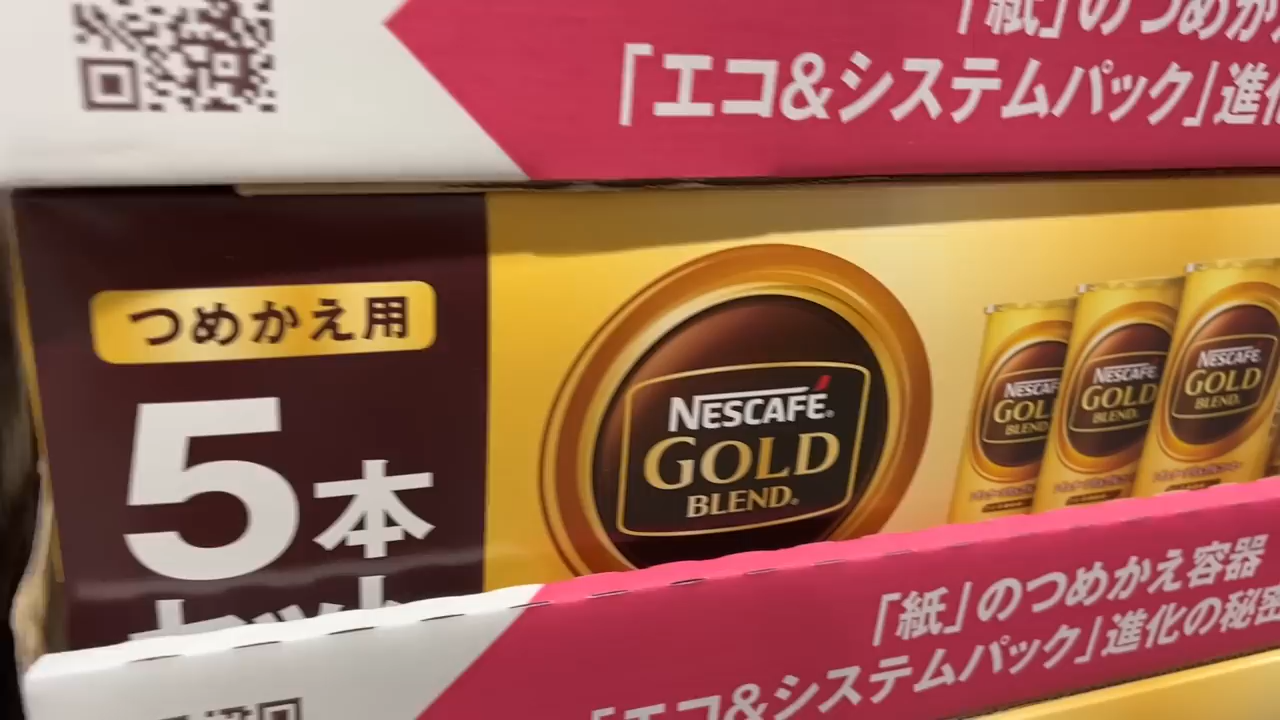 「紙」のつめか
「エコ&システムパック」進化
つめかえ用
5本
セット
NESCAFÉ®
GOLD
BLEND®
NESCAFÉ
GOLD
BLEND
NESCAFÉ
GOLD
BLEND
NESCAFÉ
GOLD
BLEND
「紙」のつめかえ容器
「エコ&システムパック」進化の秘密